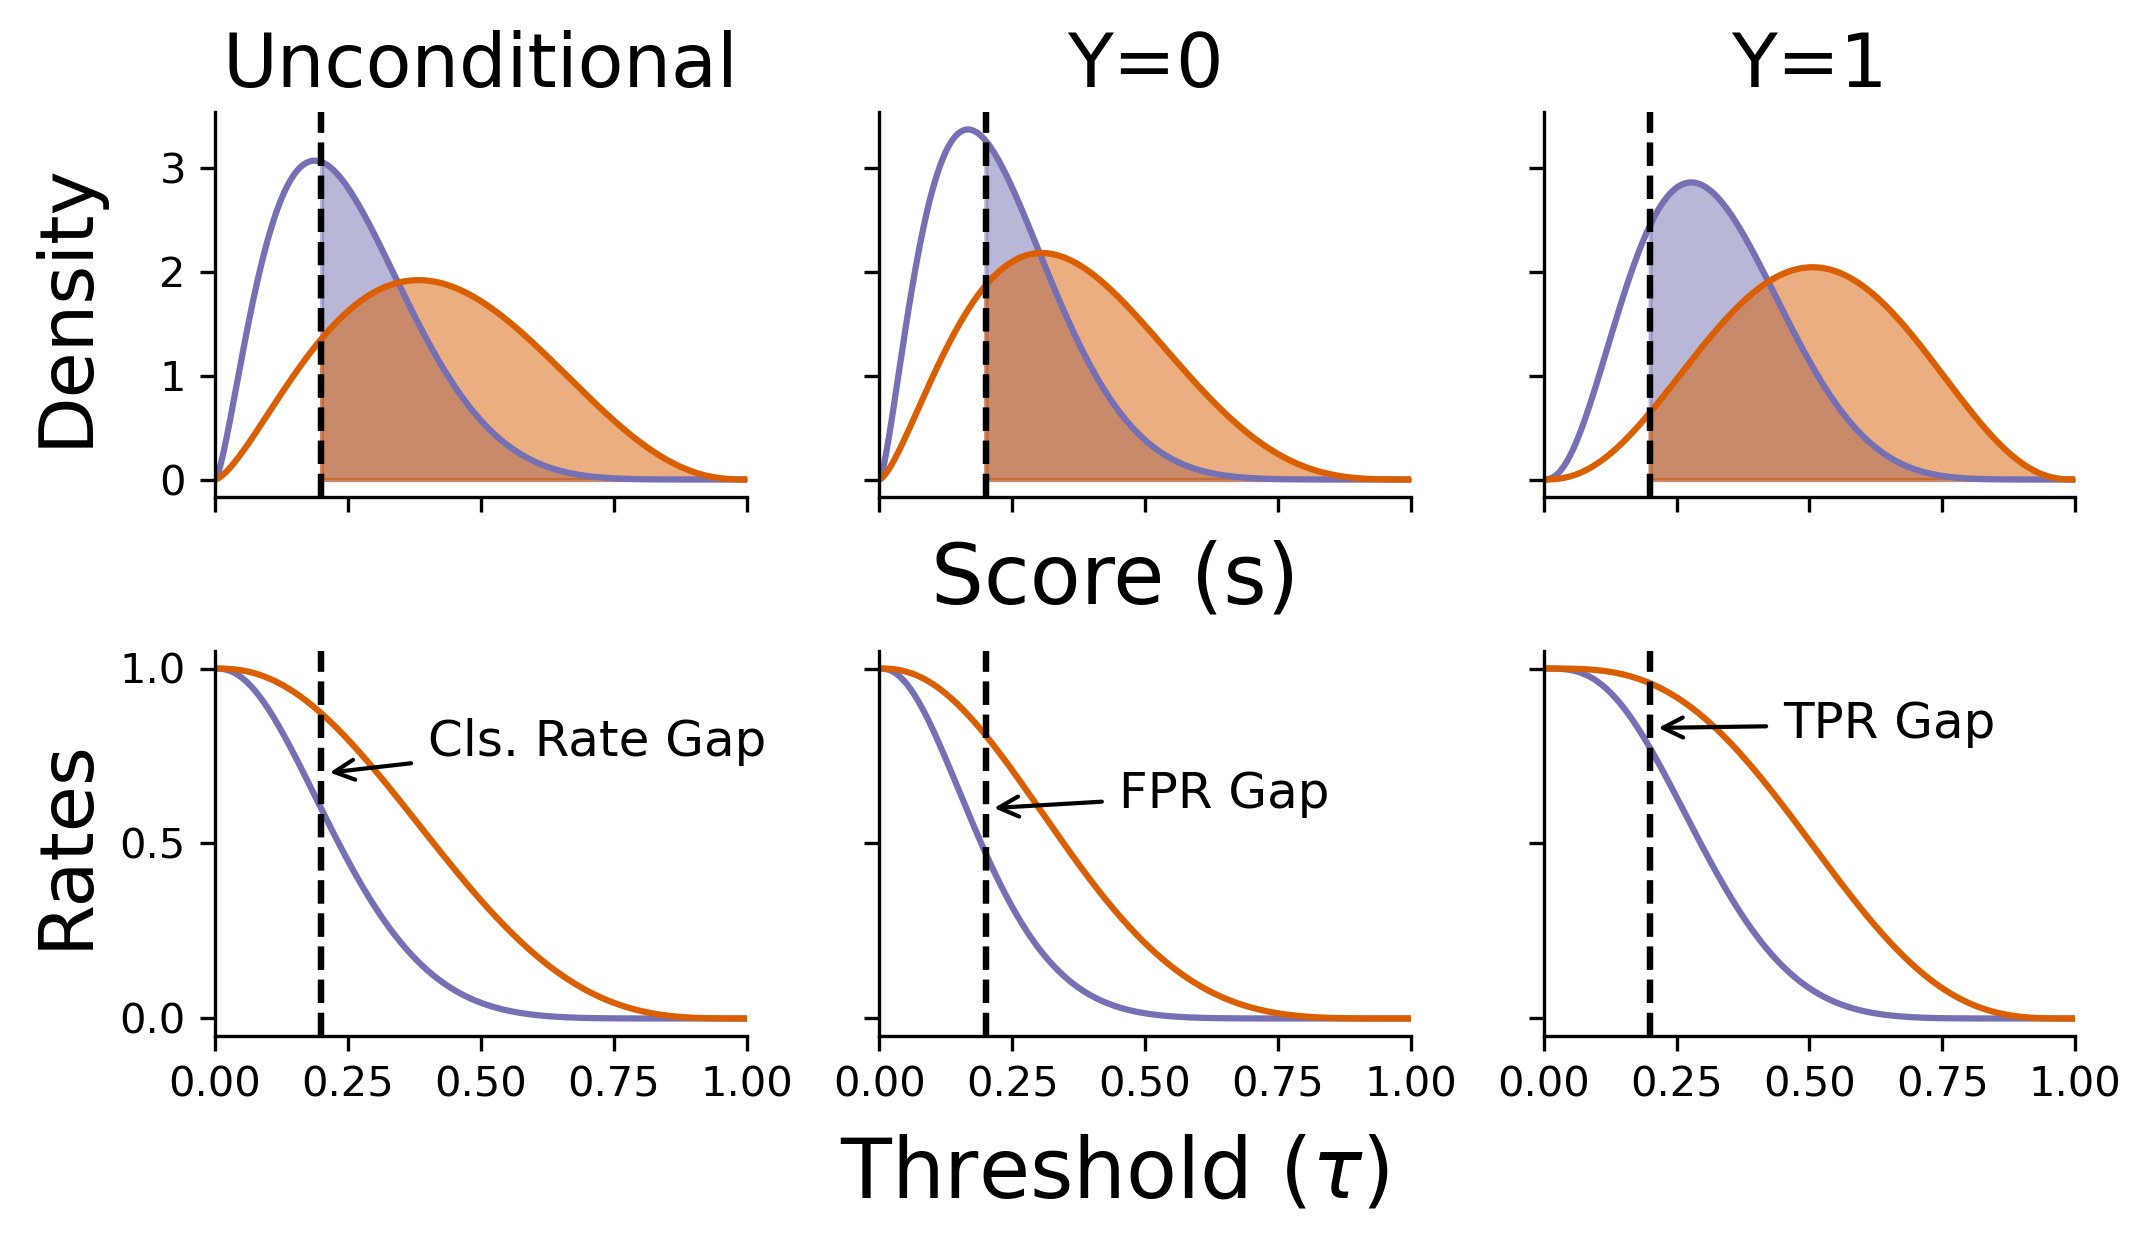 Unconditional
Y=0
Y=1
Density
3
2
1
0
Score (s)
Rates
1.0
0.5
0.0
Cls. Rate Gap
FPR Gap
TPR Gap
0.00 0.25 0.50 0.75 1.00
0.00 0.25 0.50 0.75 1.00
0.00 0.25 0.50 0.75 1.00
Threshold (τ)